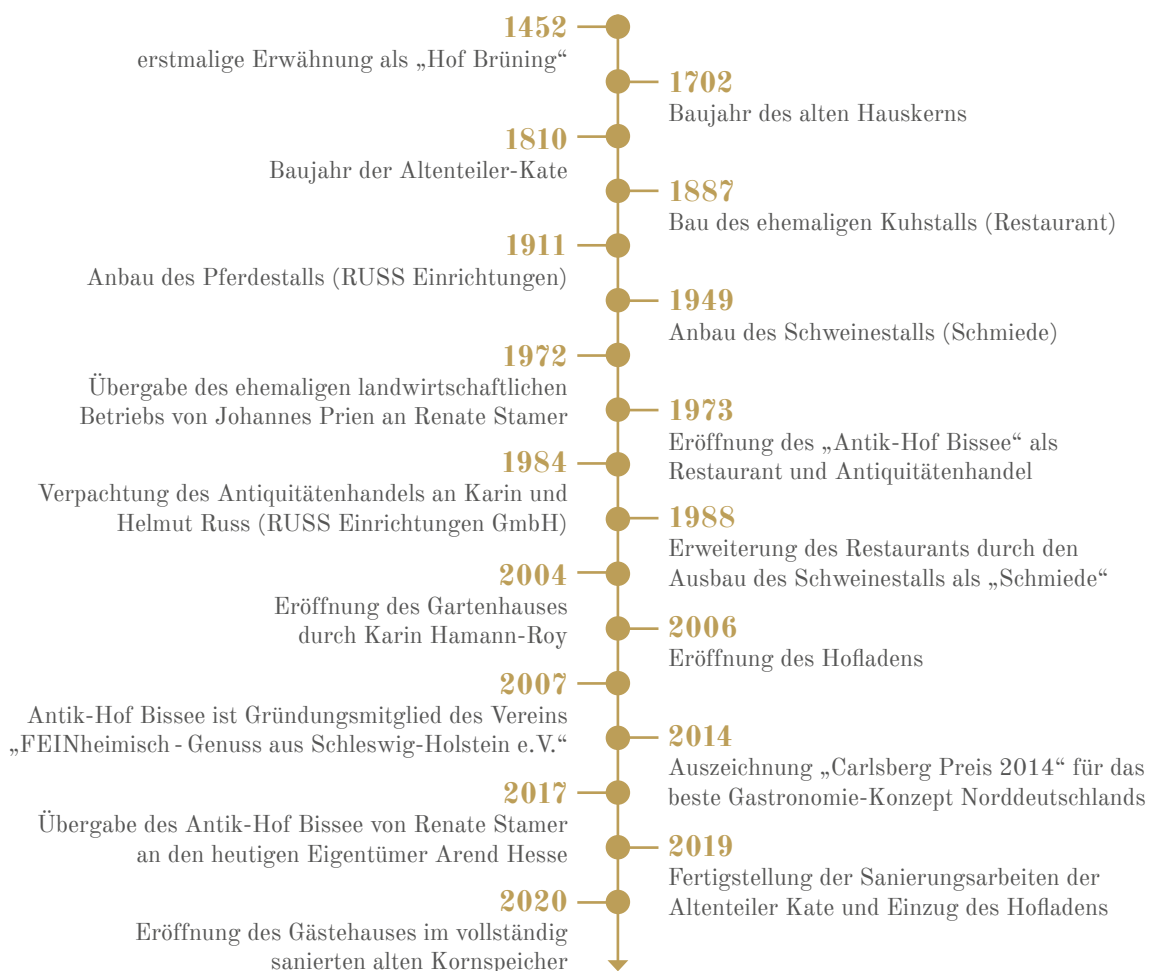 1452
erstmalige Erwähnung als „Hof Brüning“
1702
Baujahr des alten Hauskerns
1810
Baujahr der Altenteiler-Kate
1887
Bau des ehemaligen Kuhstalls (Restaurant)
1911
Anbau des Pferdestalls (RUSS Einrichtungen)
1949
Anbau des Schweinestalls (Schmiede)
1972
Übergabe des ehemaligen landwirtschaftlichen
Betriebs von Johannes Prien an Renate Stamer
1973
Eröffnung des „Antik-Hof Bissee“ als
Restaurant und Antiquitätenhandel
1984
Verpachtung des Antiquitätenhandels an Karin und
Helmut Russ (RUSS Einrichtungen GmbH)
1988
Erweiterung des Restaurants durch den
Ausbau des Schweinestalls als „Schmiede“
2004
Eröffnung des Gartenhauses
durch Karin Hamann-Roy
2006
Eröffnung des Hofladens
2007
Antik-Hof Bissee ist Gründungsmitglied des Vereins
„FEINheimisch - Genuss aus Schleswig-Holstein e.V.“
2014
Auszeichnung „Carlsberg Preis 2014“ für das
beste Gastronomie-Konzept Norddeutschlands
2017
Übergabe des Antik-Hof Bissee von Renate Stamer
an den heutigen Eigentümer Arend Hesse
2019
Fertigstellung der Sanierungsarbeiten der
Altenteiler Kate und Einzug des Hofladens
2020
Eröffnung des Gästehauses im vollständig
sanierten alten Kornspeicher